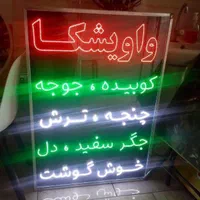 واویشکا
کوبیده ، جوجه
چنجه ، ترش
جگر سفید ، دل
خوش گوشت